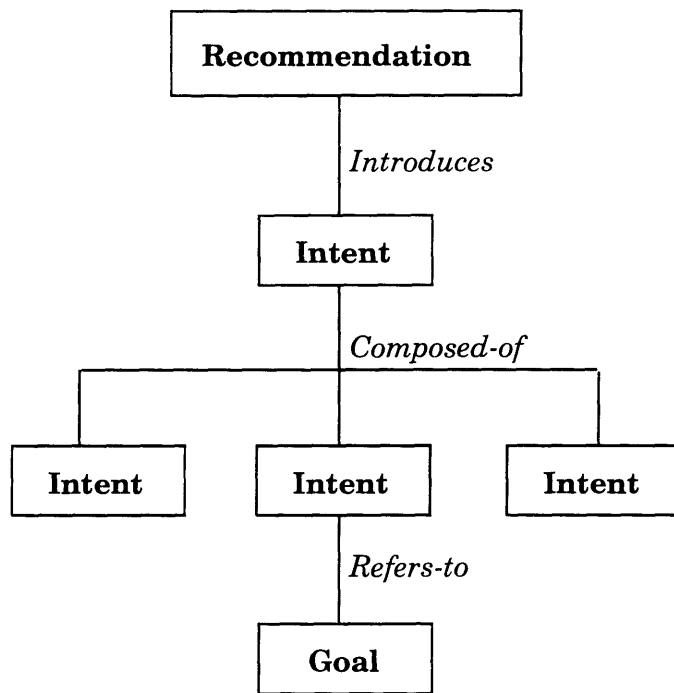 Recommendation
Introduces
Intent
Composed-of
Intent Intent Intent
Refers-to
Goal